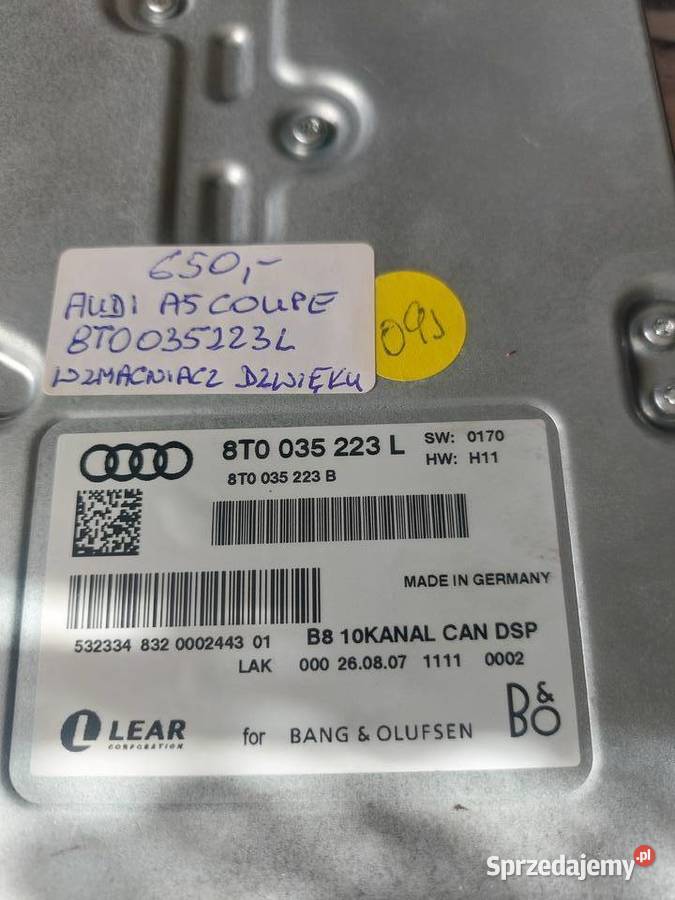 650,-
AUDI A5 COUPE
8T0035223L
WZMACNIACZ DZWIĘKU
09J
8T0 035 223 L SW: 0170
8T0 035 223 B HW: H11
MADE IN GERMANY
532334 832 0002443 01 B8 10KANAL CAN DSP
LAK 000 26.08.07 1111 0002
LEAR
CORPORATION
for BANG & OLUFSEN B&O
Sprzedajemy.pl